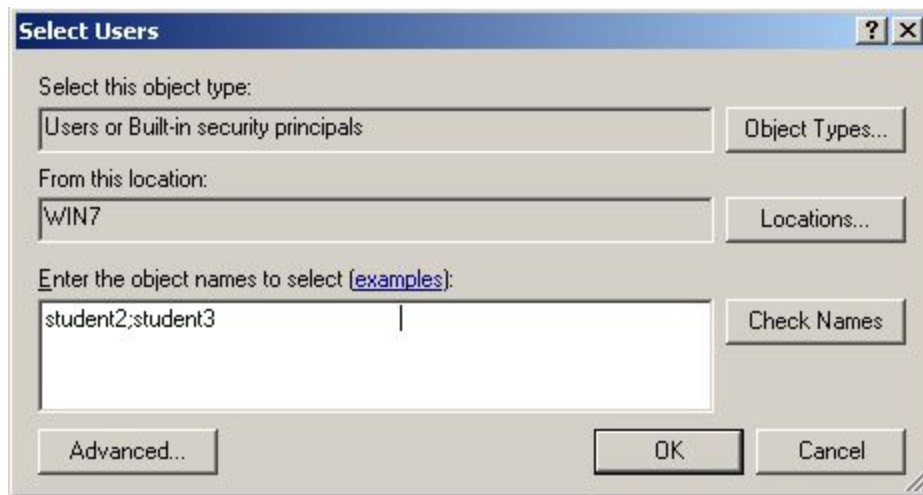 Select Users
Select this object type:
Users or Built-in security principals
Object Types...
From this location:
WIN7
Locations...
Enter the object names to select (examples):
student2;student3
Check Names
Advanced...
OK
Cancel